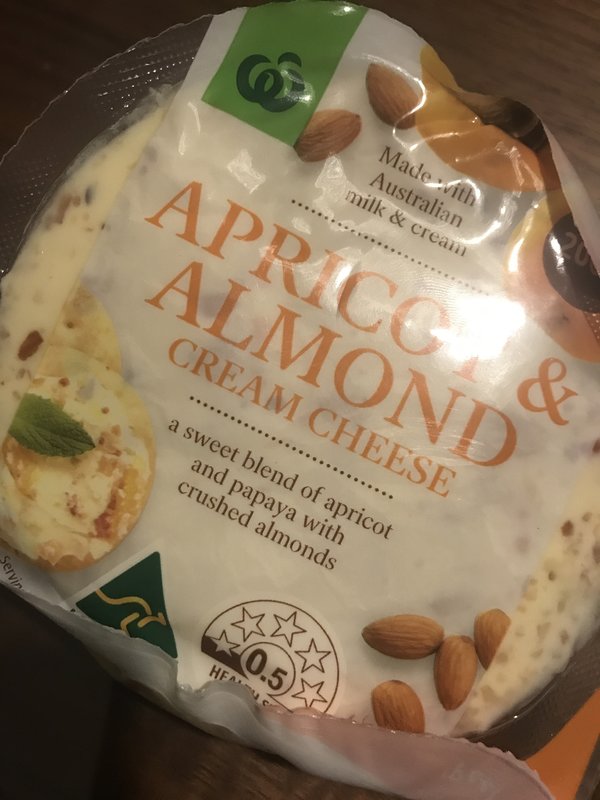 Made with
Australian
milk & cream
APRICOT &
ALMOND
CREAM CHEESE
a sweet blend of apricot
and papaya with
crushed almonds
0.5
HEALTH